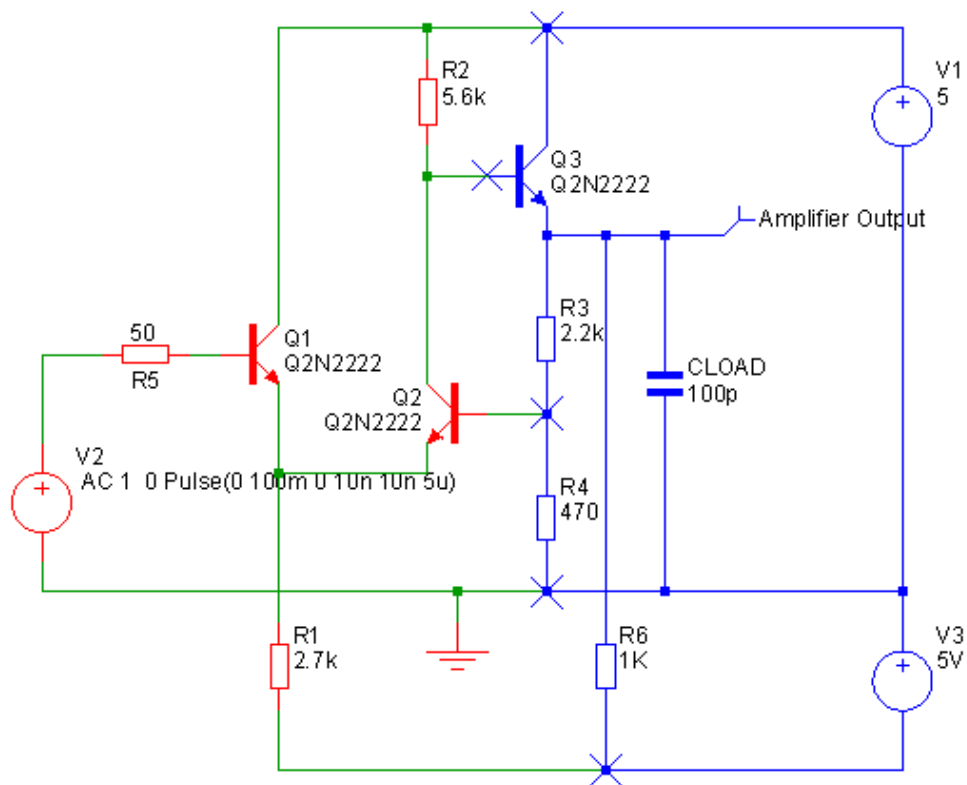 R2
5.6k
V1
5
Q3
Q2N2222
Amplifier Output
R3
2.2k
50
R5
Q1
Q2N2222
CLOAD
100p
Q2
Q2N2222
V2
AC 1  0 Pulse(0 100m 0 10n 10n 5u)
R4
470
R1
2.7k
R6
1K
V3
5V